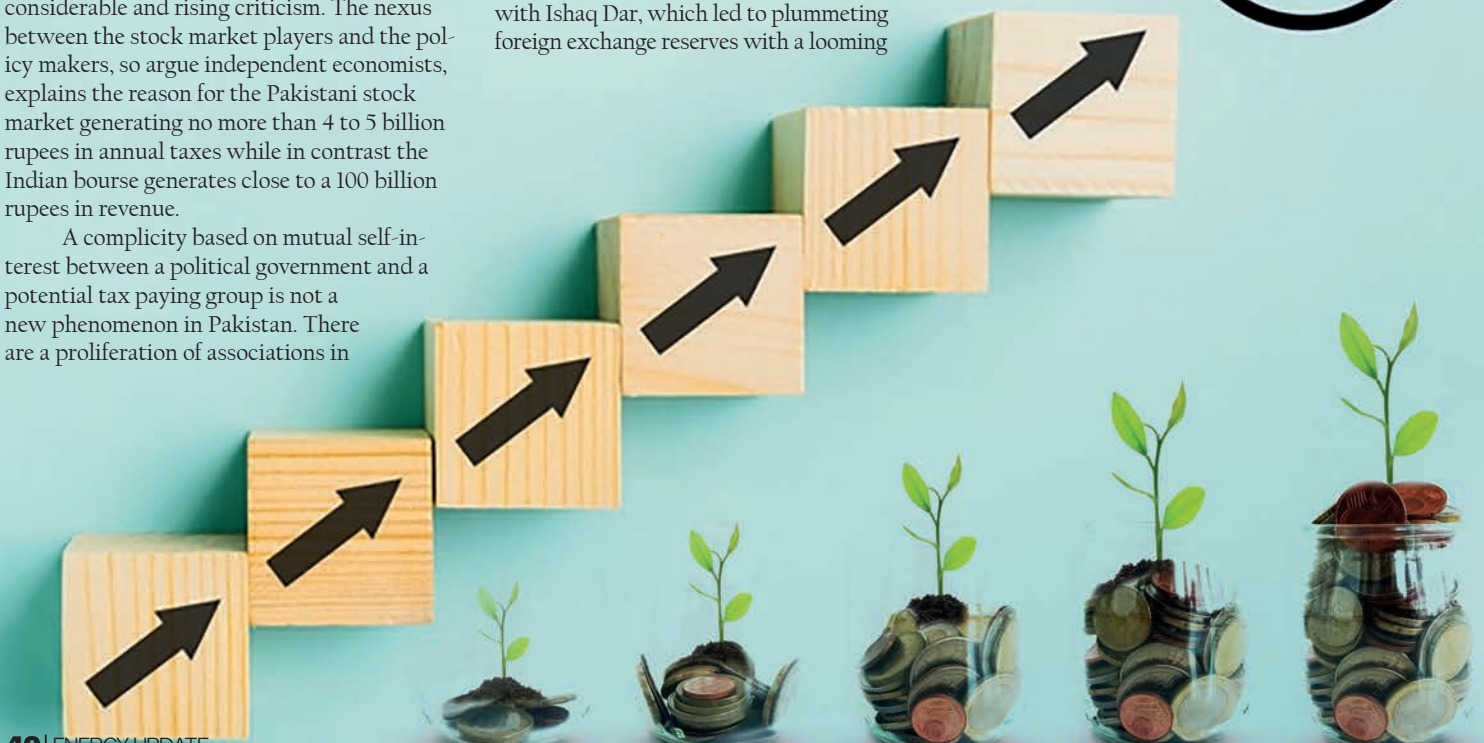 considerable and rising criticism. The nexus
between the stock market players and the pol-
icy makers, so argue independent economists,
explains the reason for the Pakistani stock
market generating no more than 4 to 5 billion
rupees in annual taxes while in contrast the
Indian bourse generates close to a 100 billion
rupees in revenue.
A complicity based on mutual self-in-
terest between a political government and a
potential tax paying group is not a
new phenomenon in Pakistan. There
are a proliferation of associations in
with Ishaq Dar, which led to plummeting
foreign exchange reserves with a looming
| ENERGY UPDATE